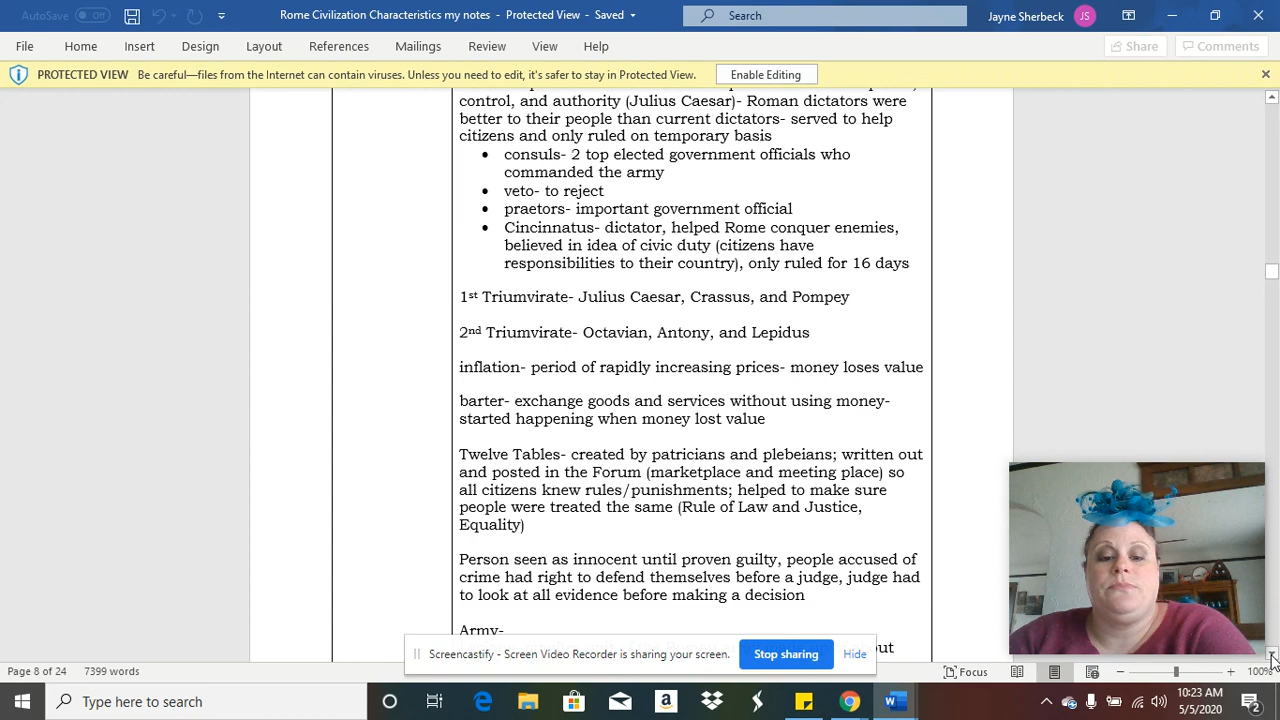 AutoSave Off
Rome Civilization Characteristics my notes - Protected View - Saved
Search
Jayne Sherbeck JS
File Home Insert Design Layout References Mailings Review View Help Share Comments
PROTECTED VIEW Be careful—files from the Internet can contain viruses. Unless you need to edit, it's safer to stay in Protected View. Enable Editing
control, and authority (Julius Caesar)- Roman dictators were
better to their people than current dictators- served to help
citizens and only ruled on temporary basis
• consuls- 2 top elected government officials who
commanded the army
• veto- to reject
• praetors- important government official
• Cincinnatus- dictator, helped Rome conquer enemies,
believed in idea of civic duty (citizens have
responsibilities to their country), only ruled for 16 days
1st Triumvirate- Julius Caesar, Crassus, and Pompey
2nd Triumvirate- Octavian, Antony, and Lepidus
inflation- period of rapidly increasing prices- money loses value
barter- exchange goods and services without using money-
started happening when money lost value
Twelve Tables- created by patricians and plebeians; written out
and posted in the Forum (marketplace and meeting place) so
all citizens knew rules/punishments; helped to make sure
people were treated the same (Rule of Law and Justice,
Equality)
Person seen as innocent until proven guilty, people accused of
crime had right to defend themselves before a judge, judge had
to look at all evidence before making a decision
Army-
Screencastify - Screen Video Recorder is sharing your screen. Stop sharing Hide
Page 8 of 24 7399 words Focus 100%
Type here to search
10:23 AM
5/5/2020
2